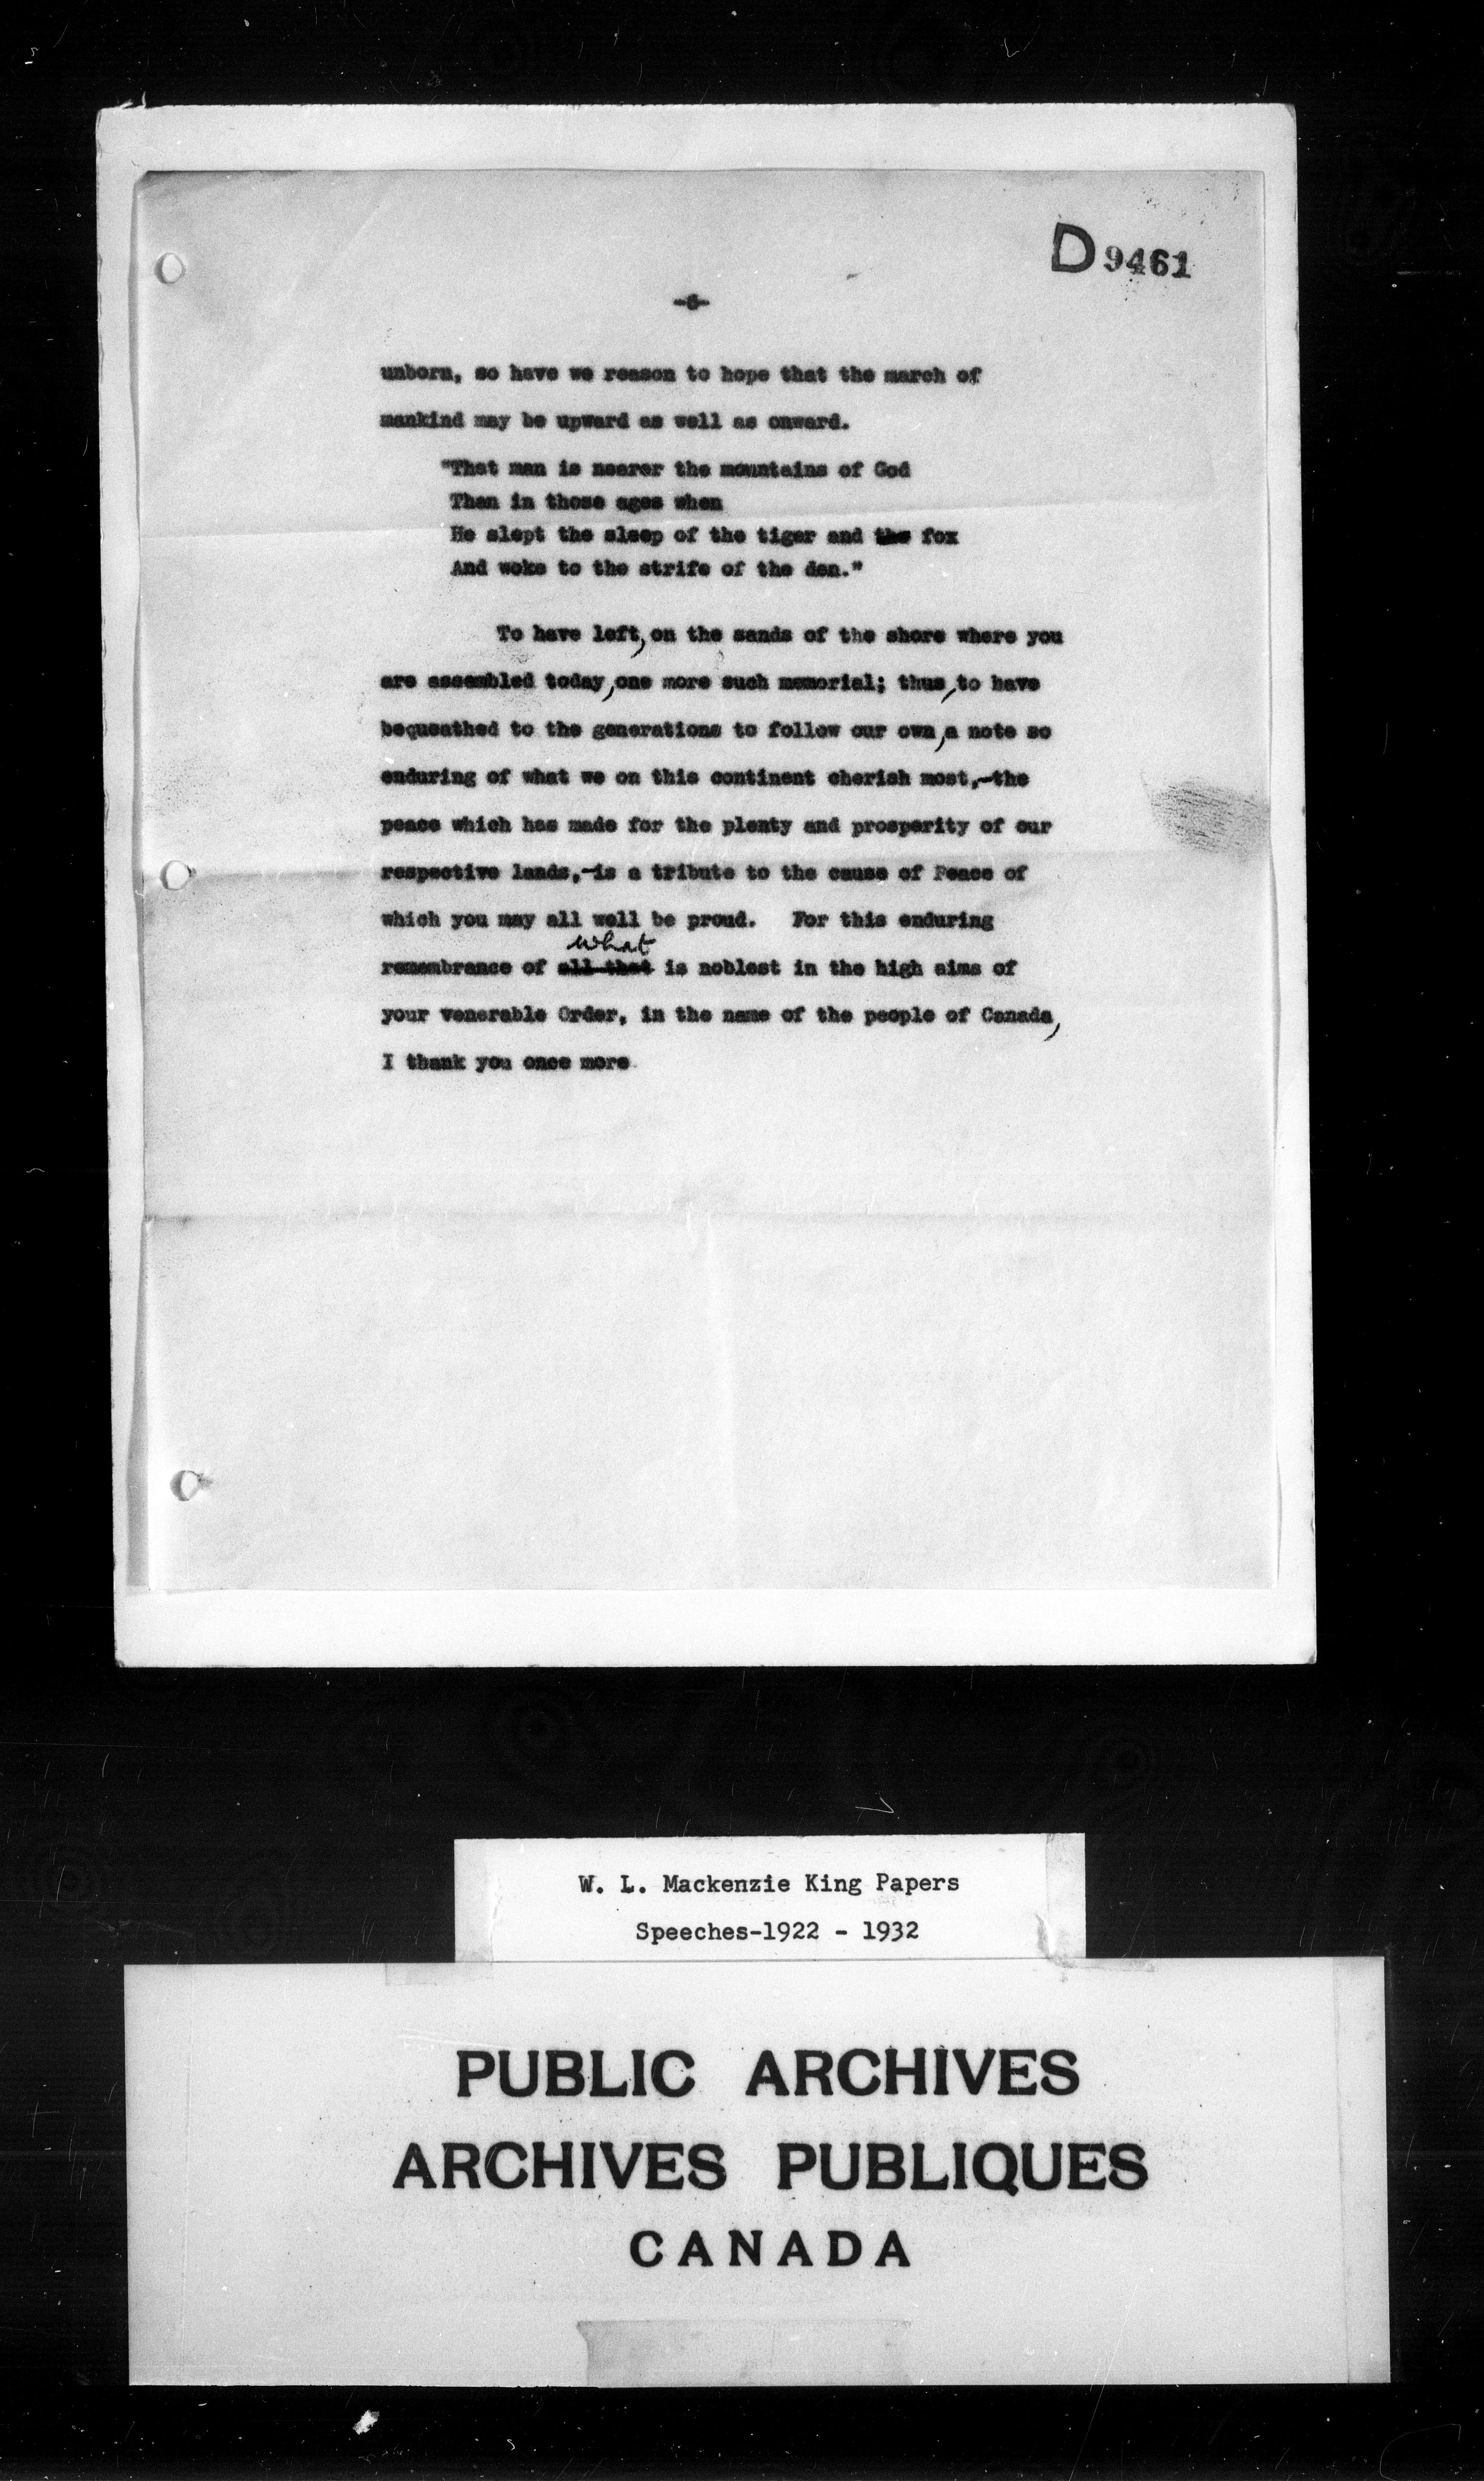 D 9461
-6-
unborn, so have we reason to hope that the march of
mankind may be upward as well as onward.
"That man is nearer the mountains of God
Than in those ages when
He slept the sleep of the tiger and the fox
And woke to the strife of the den."
To have left, on the sands of the shore where you
are assembled today, one more such memorial; thus, to have
bequeathed to the generations to follow our own, a note so
enduring of what we on this continent cherish most,-the
peace which has made for the plenty and prosperity of our
respective lands,-is a tribute to the cause of Peace of
which you may all well be proud. For this enduring
what
remembrance of all that is noblest in the high aims of
your venerable Order, in the name of the people of Canada,
I thank you once more.
W. L. Mackenzie King Papers
Speeches-1922 - 1932
PUBLIC ARCHIVES
ARCHIVES PUBLIQUES
CANADA